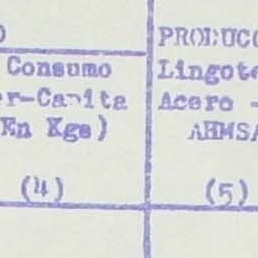 O PRODUCC
Consumo Lingote
er-Capita Acero -
(En Kgs) AHMSA
(4) (5)